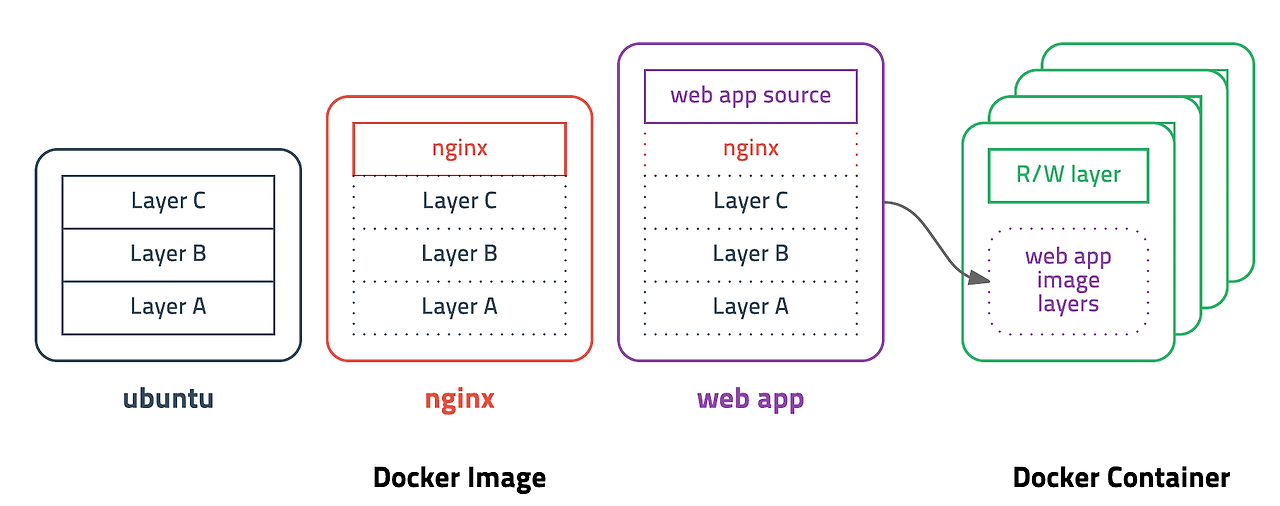 Layer C
Layer B
Layer A
ubuntu
nginx
Layer C
Layer B
Layer A
nginx
web app source
nginx
Layer C
Layer B
Layer A
web app
R/W layer
web app
image
layers
Docker Image
Docker Container